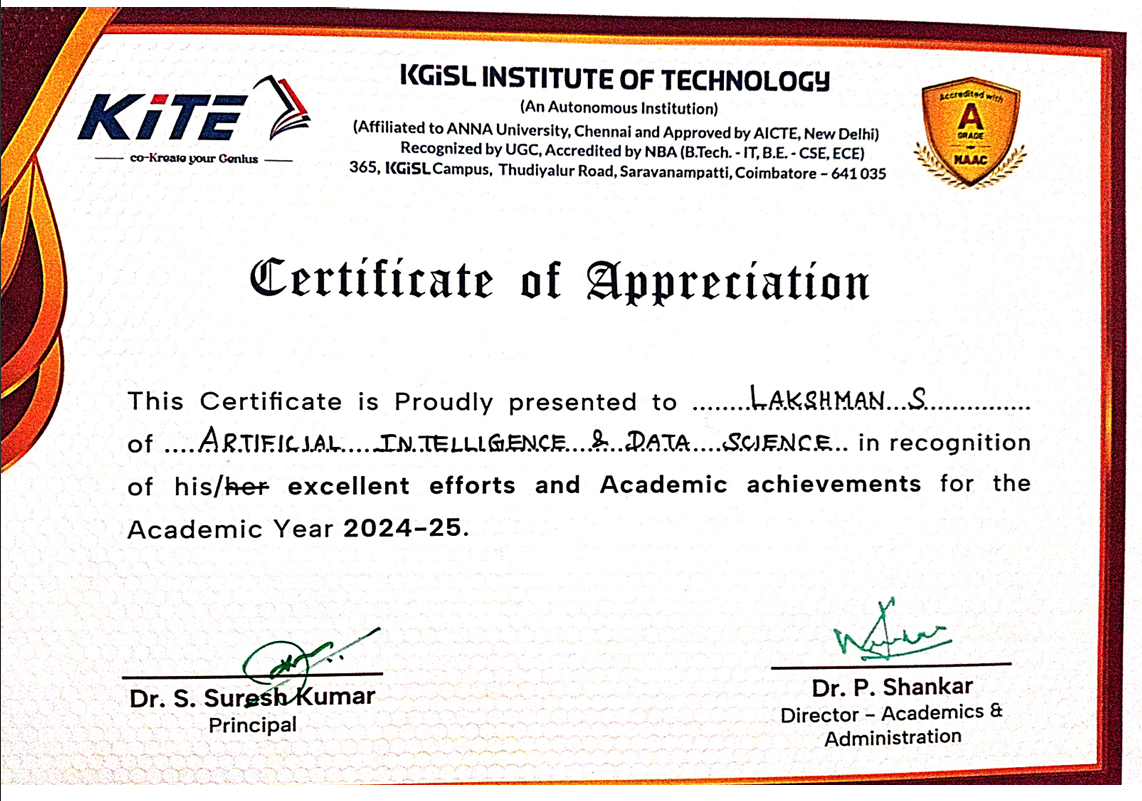 KiTE
co-Kreate your Genius
KGiSL INSTITUTE OF TECHNOLOGY
(An Autonomous Institution)
(Affiliated to ANNA University, Chennai and Approved by AICTE, New Delhi)
Recognized by UGC, Accredited by NBA (B.Tech. - IT, B.E. - CSE, ECE)
365, KGiSL Campus, Thudiyalur Road, Saravanampatti, Coimbatore – 641 035
Accredited with
A
GRADE
NAAC
Certificate of Appreciation
This Certificate is Proudly presented to ........LAKSHMAN...S..............
of ....ARTIFICIAL....INTELLIGENCE...&...DATA....SCIENCE.. in recognition
of his/her excellent efforts and Academic achievements for the
Academic Year 2024-25.
Dr. S. Suresh Kumar
Principal
Dr. P. Shankar
Director – Academics &
Administration